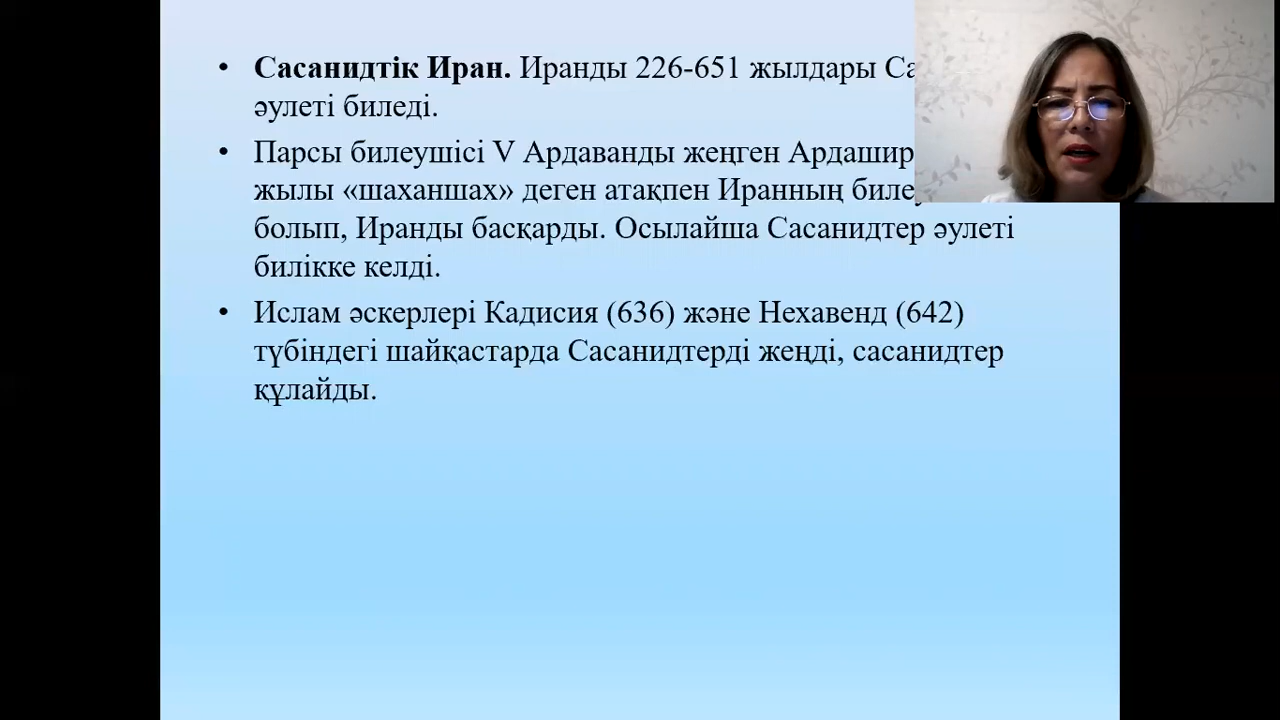 • Сасанидтік Иран. Иранды 226-651 жылдары
әулеті биледі.
• Парсы билеушісі V Ардаванды жеңген Ардашир
жылы «шаханшах» деген атақпен Иранның
болып, Иранды басқарды. Осылайша Сасанидтер әулеті
билікке келді.
• Ислам әскерлері Кадисия (636) және Нехавенд (642)
түбіндегі шайқастарда Сасанидтерді жеңді, сасанидтер
құлайды.